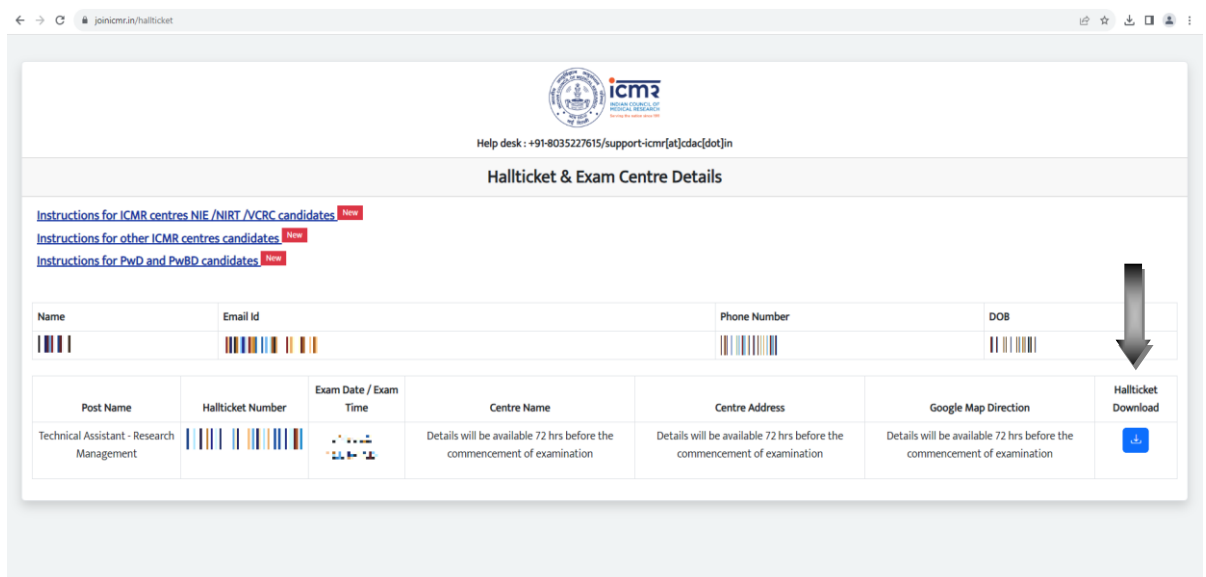 joinicmr.in/hallticket
icmr
INDIAN COUNCIL OF
MEDICAL RESEARCH
Help desk : +91-8035227615/support-icmr[at]cdac[dot]in
Hallticket & Exam Centre Details
Instructions for ICMR centres NIE /NIRT /VCRC candidates New
Instructions for other ICMR centres candidates New
Instructions for PwD and PwBD candidates New
Name Email Id Phone Number DOB
Post Name Hallticket Number Exam Date / Exam Time Centre Name Centre Address Google Map Direction Hallticket Download
Technical Assistant - Research Management Details will be available 72 hrs before the commencement of examination Details will be available 72 hrs before the commencement of examination Details will be available 72 hrs before the commencement of examination